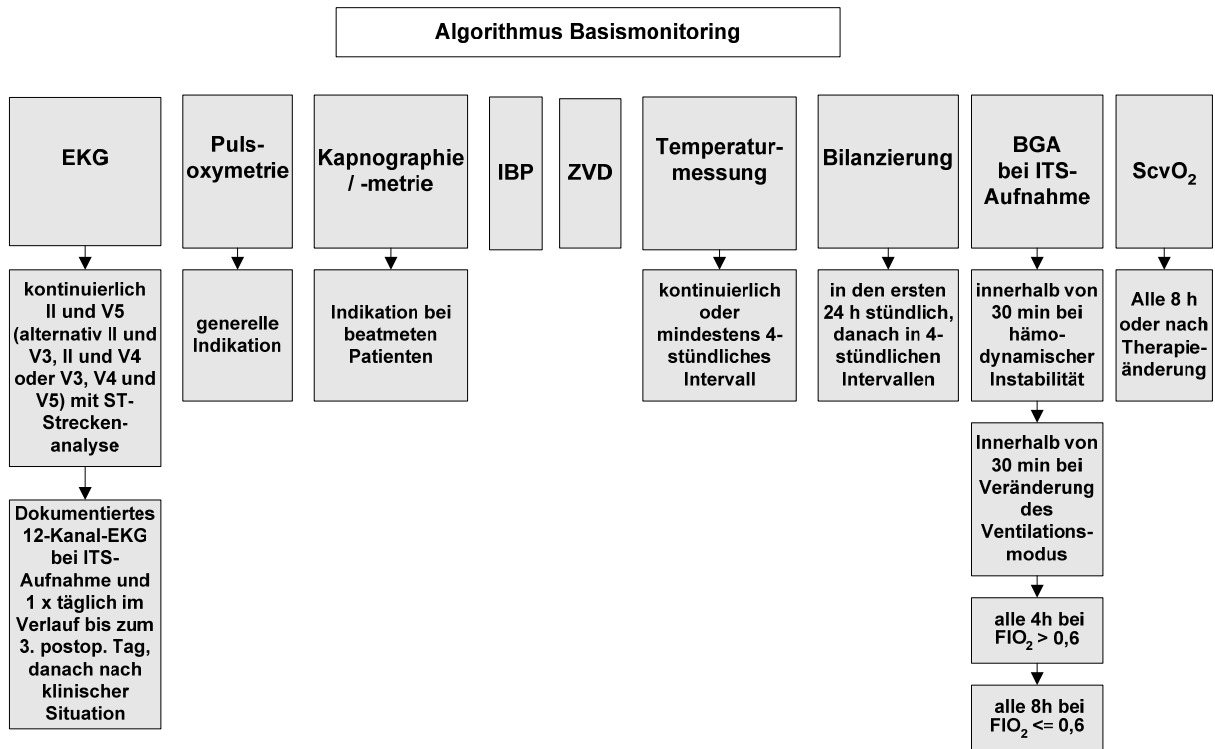 Algorithmus Basismonitoring
EKG
kontinuierlich
II und V5
(alternativ II und
V3, II und V4
oder V3, V4 und
V5) mit ST-
Strecken-
analyse
Dokumentiertes
12-Kanal-EKG
bei ITS-
Aufnahme und
1 x täglich im
Verlauf bis zum
3. postop. Tag,
danach nach
klinischer
Situation
Puls-
oxymetrie
generelle
Indikation
Kapnographie
/ -metrie
Indikation bei
beatmeten
Patienten
IBP
ZVD
Temperatur-
messung
kontinuierlich
oder
mindestens 4-
stündliches
Intervall
Bilanzierung
in den ersten
24 h stündlich,
danach in 4-
stündlichen
Intervallen
BGA
bei ITS-
Aufnahme
innerhalb von
30 min bei
hämo-
dynamischer
Instabilität
Innerhalb von
30 min bei
Veränderung
des
Ventilations-
modus
alle 4h bei
FIO₂ > 0,6
alle 8h bei
FIO₂ <= 0,6
ScvO₂
Alle 8 h
oder nach
Therapie-
änderung